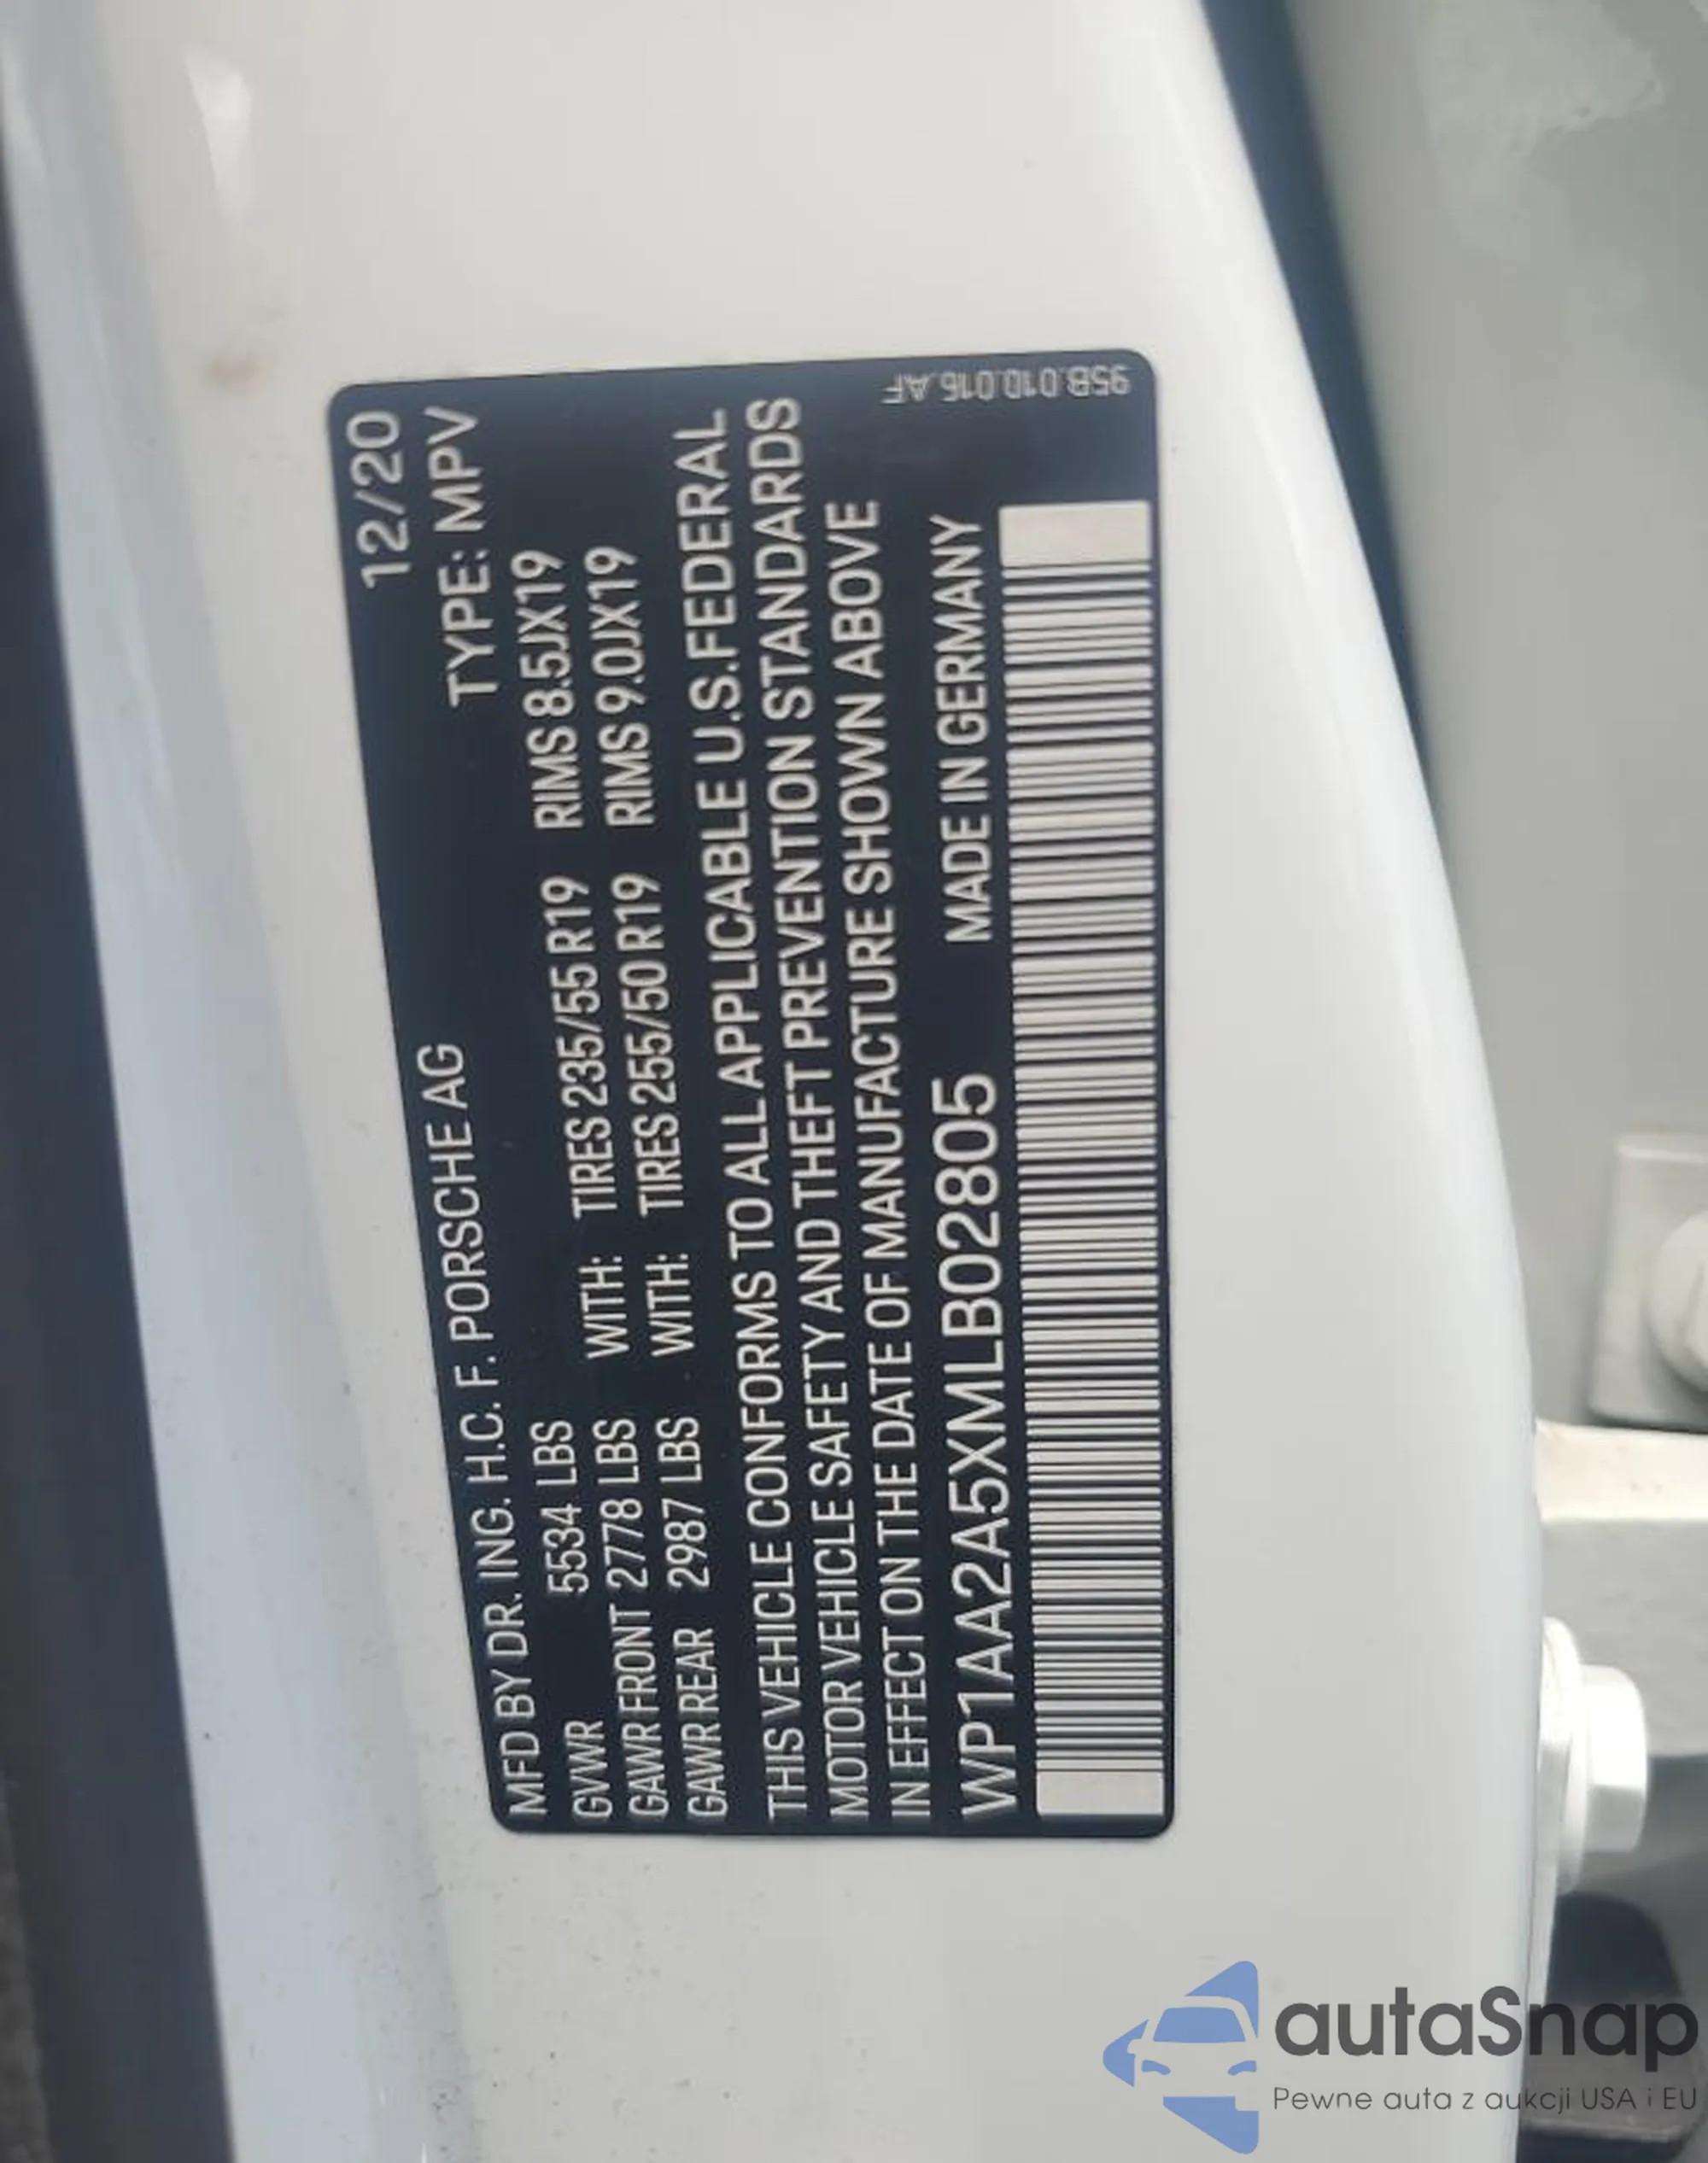 12/20
MFD BY DR. ING. H.C. F. PORSCHE AG TYPE: MPV
GVWR 5534 LBS WITH: TIRES 235/55 R19 RIMS 8.5JX19
GAWR FRONT 2778 LBS WITH: TIRES 255/50 R19 RIMS 9.0JX19
GAWR REAR 2987 LBS
THIS VEHICLE CONFORMS TO ALL APPLICABLE U.S.FEDERAL
MOTOR VEHICLE SAFETY AND THEFT PREVENTION STANDARDS
IN EFFECT ON THE DATE OF MANUFACTURE SHOWN ABOVE
WP1AA2A5XMLB02805 MADE IN GERMANY
95B.010.016.AF
autaSnap
Pewne auta z aukcji USA i EU